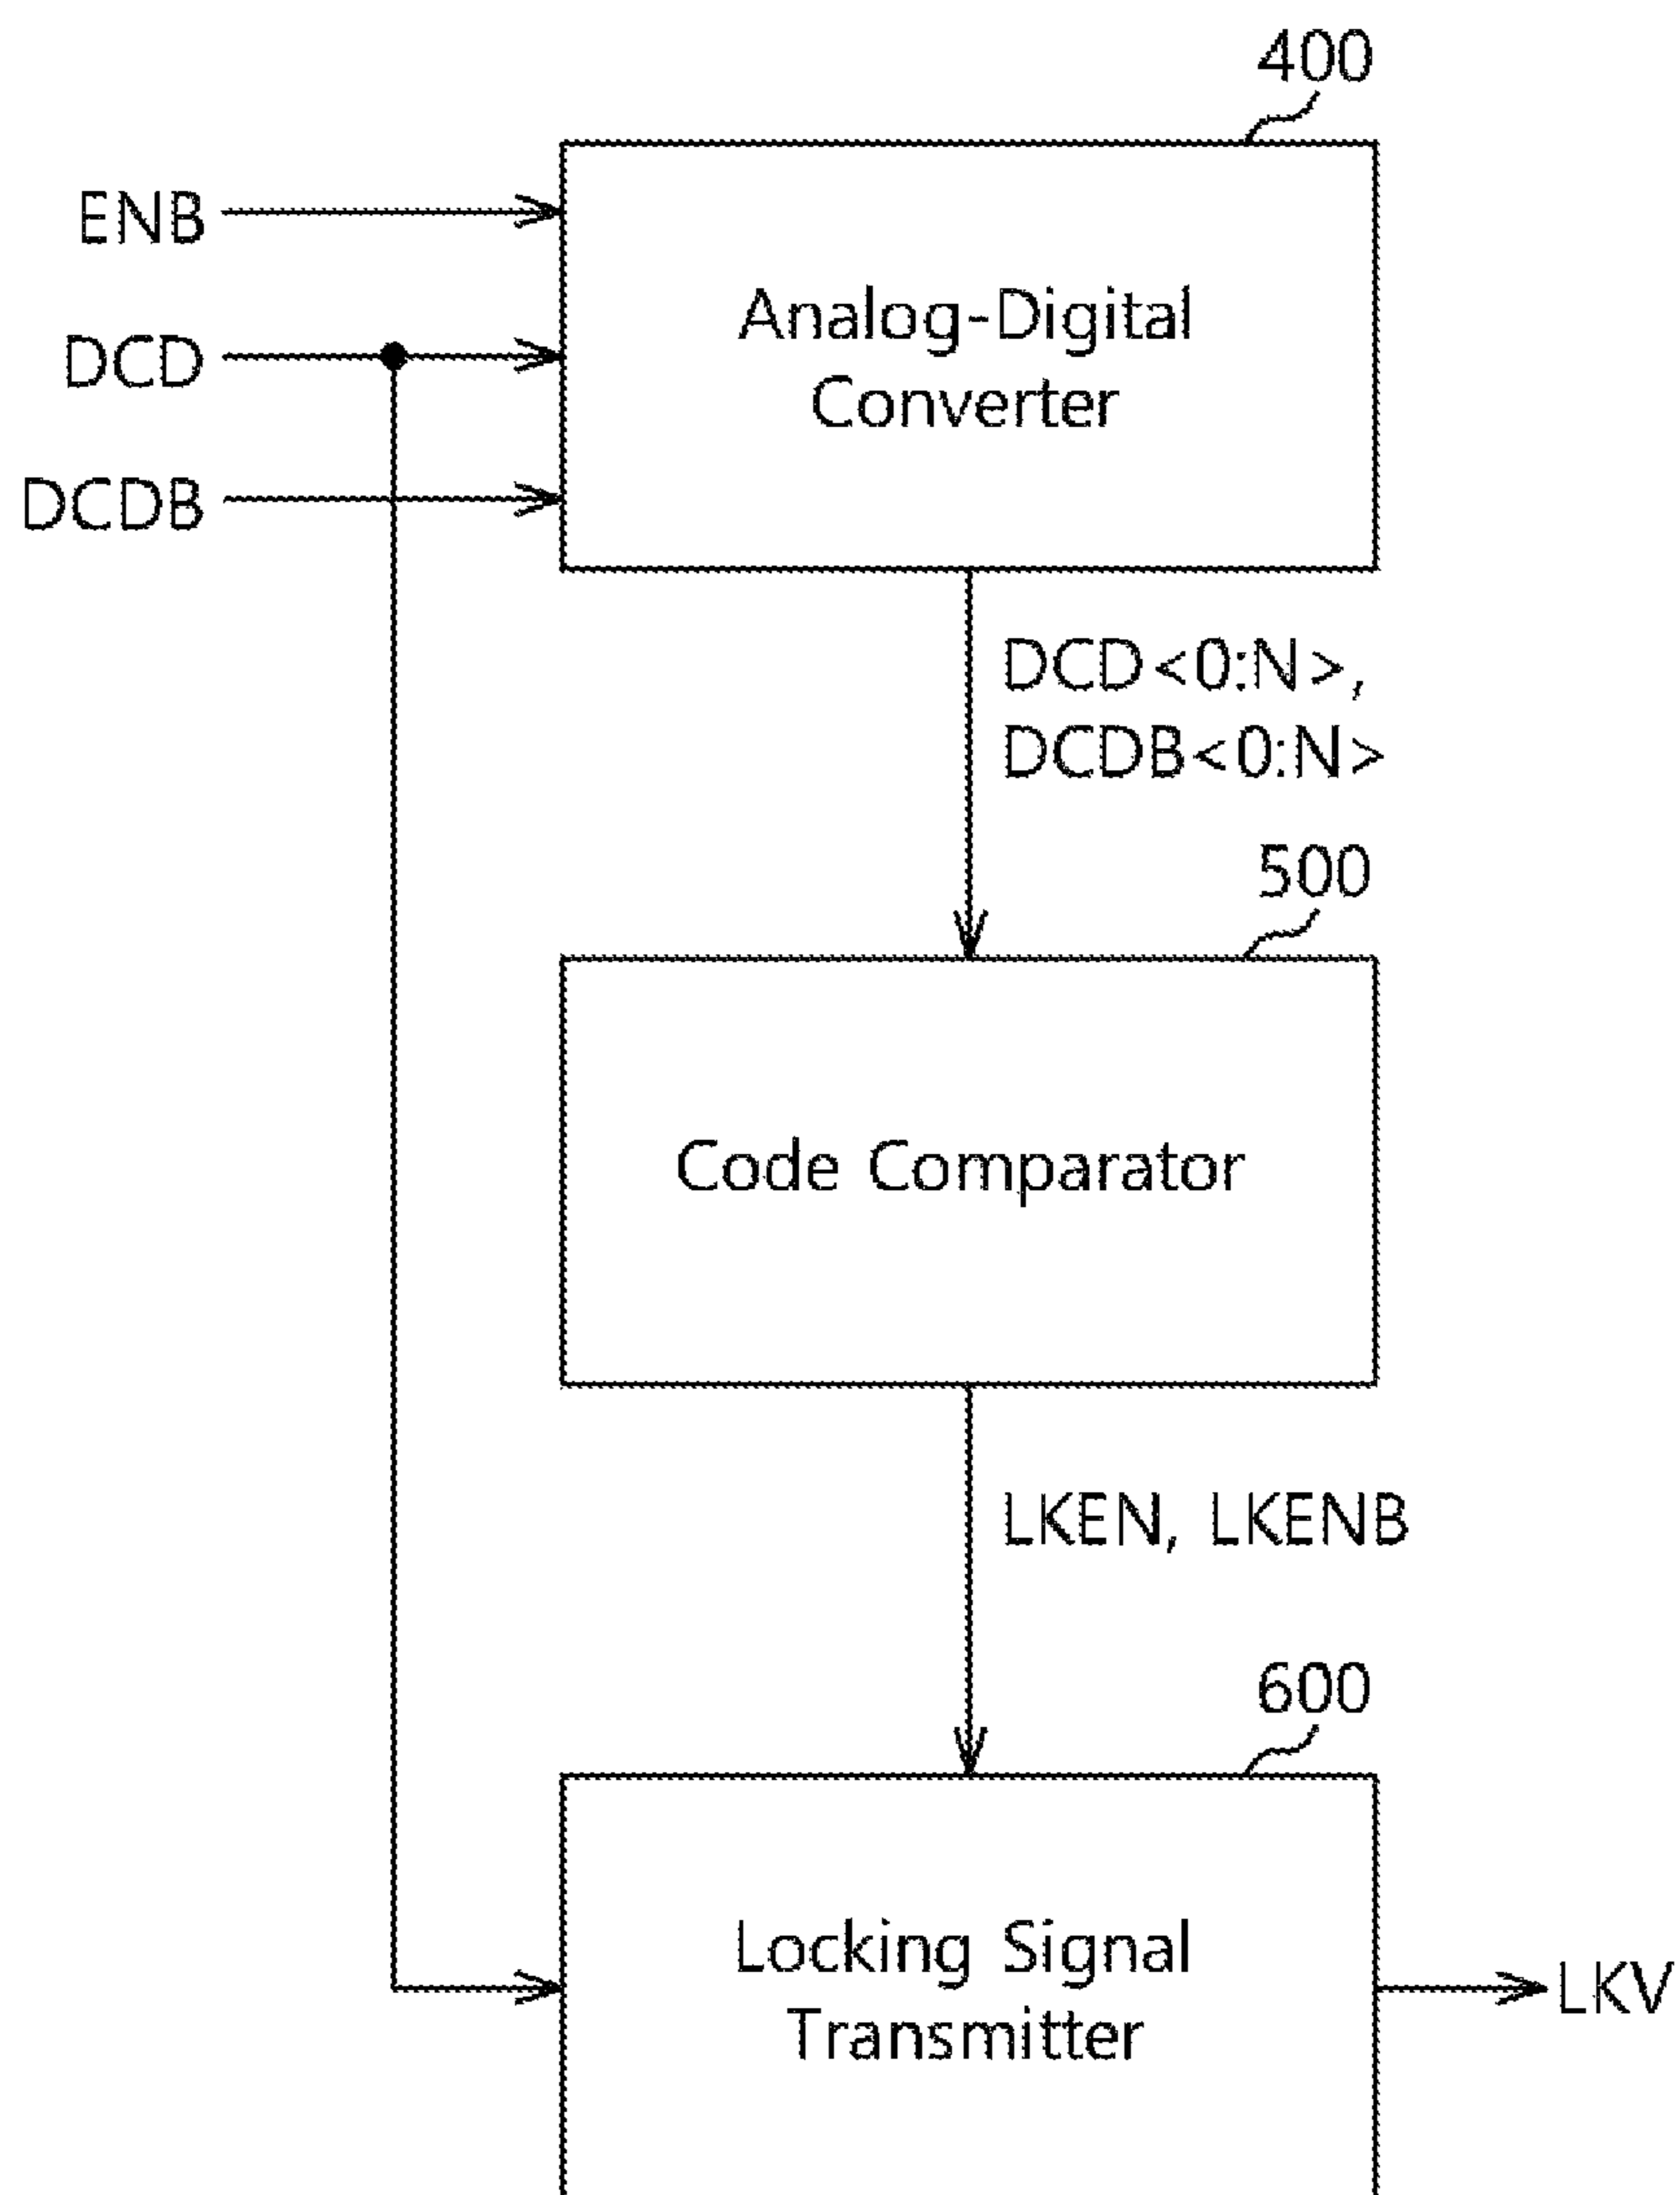 400
ENB
DCD
DCDB
Analog-Digital
Converter
DCD<0:N>,
DCDB<0:N>
500
Code Comparator
LKEN, LKENB
600
Locking Signal
Transmitter
LKV